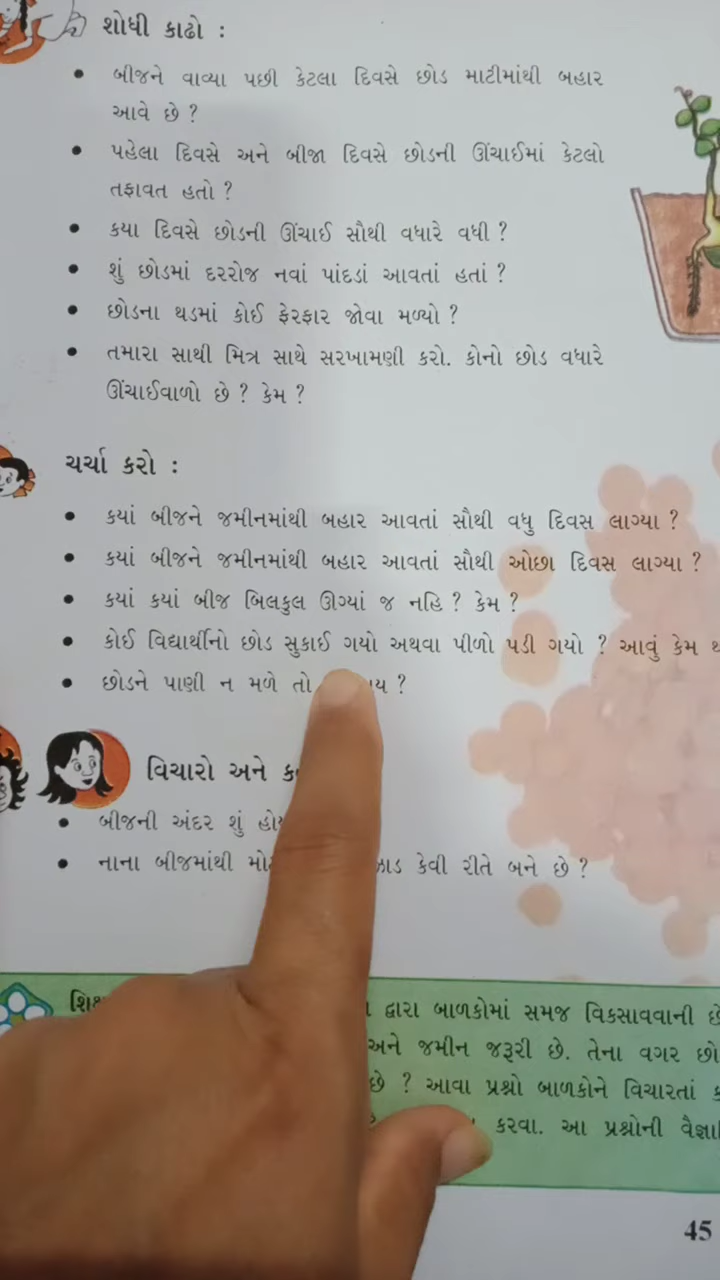 શોધી કાઢો :
• બીજને વાવ્યા પછી કેટલા દિવસે છોડ માટીમાંથી બહાર
આવે છે ?
• પહેલા દિવસે અને બીજા દિવસે છોડની ઊંચાઈમાં કેટલો
તફાવત હતો ?
• કયા દિવસે છોડની ઊંચાઈ સૌથી વધારે વધી ?
• શું છોડમાં દરરોજ નવાં પાંદડાં આવતાં હતાં ?
• છોડના થડમાં કોઈ ફેરફાર જોવા મળ્યો ?
• તમારા સાથી મિત્ર સાથે સરખામણી કરો. કોનો છોડ વધારે
ઊંચાઈવાળો છે ? કેમ ?
ચર્ચા કરો :
• કયાં બીજને જમીનમાંથી બહાર આવતાં સૌથી વધુ દિવસ લાગ્યા ?
• કયાં બીજને જમીનમાંથી બહાર આવતાં સૌથી ઓછા દિવસ લાગ્યા ?
• કયાં કયાં બીજ બિલકુલ ઊગ્યાં જ નહિ ? કેમ ?
• કોઈ વિદ્યાર્થીનો છોડ સુકાઈ ગયો અથવા પીળો પડી ગયો ? આવું કેમ
• છોડને પાણી ન મળે તો ?
વિચારો અને
• બીજની અંદર શું
• નાના બીજમાંથી કેવી રીતે બને છે ?
દ્વારા બાળકોમાં સમજ વિકસાવવાની
અને જમીન જરૂરી છે. તેના વગર
છે ? આવા પ્રશ્નો બાળકોને વિચારતાં
કરવા. આ પ્રશ્નોની
45